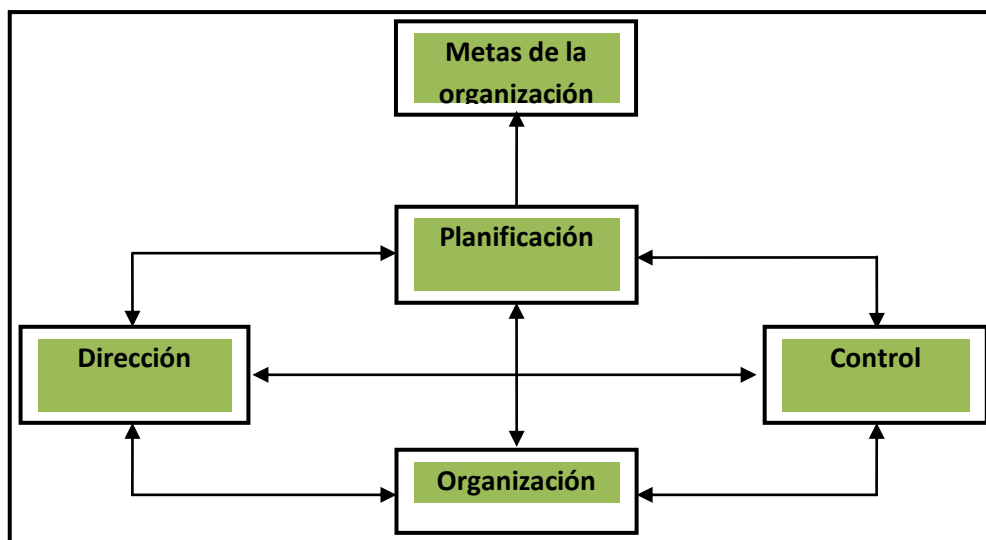 Metas de la
organización
Planificación
Dirección
Control
Organización